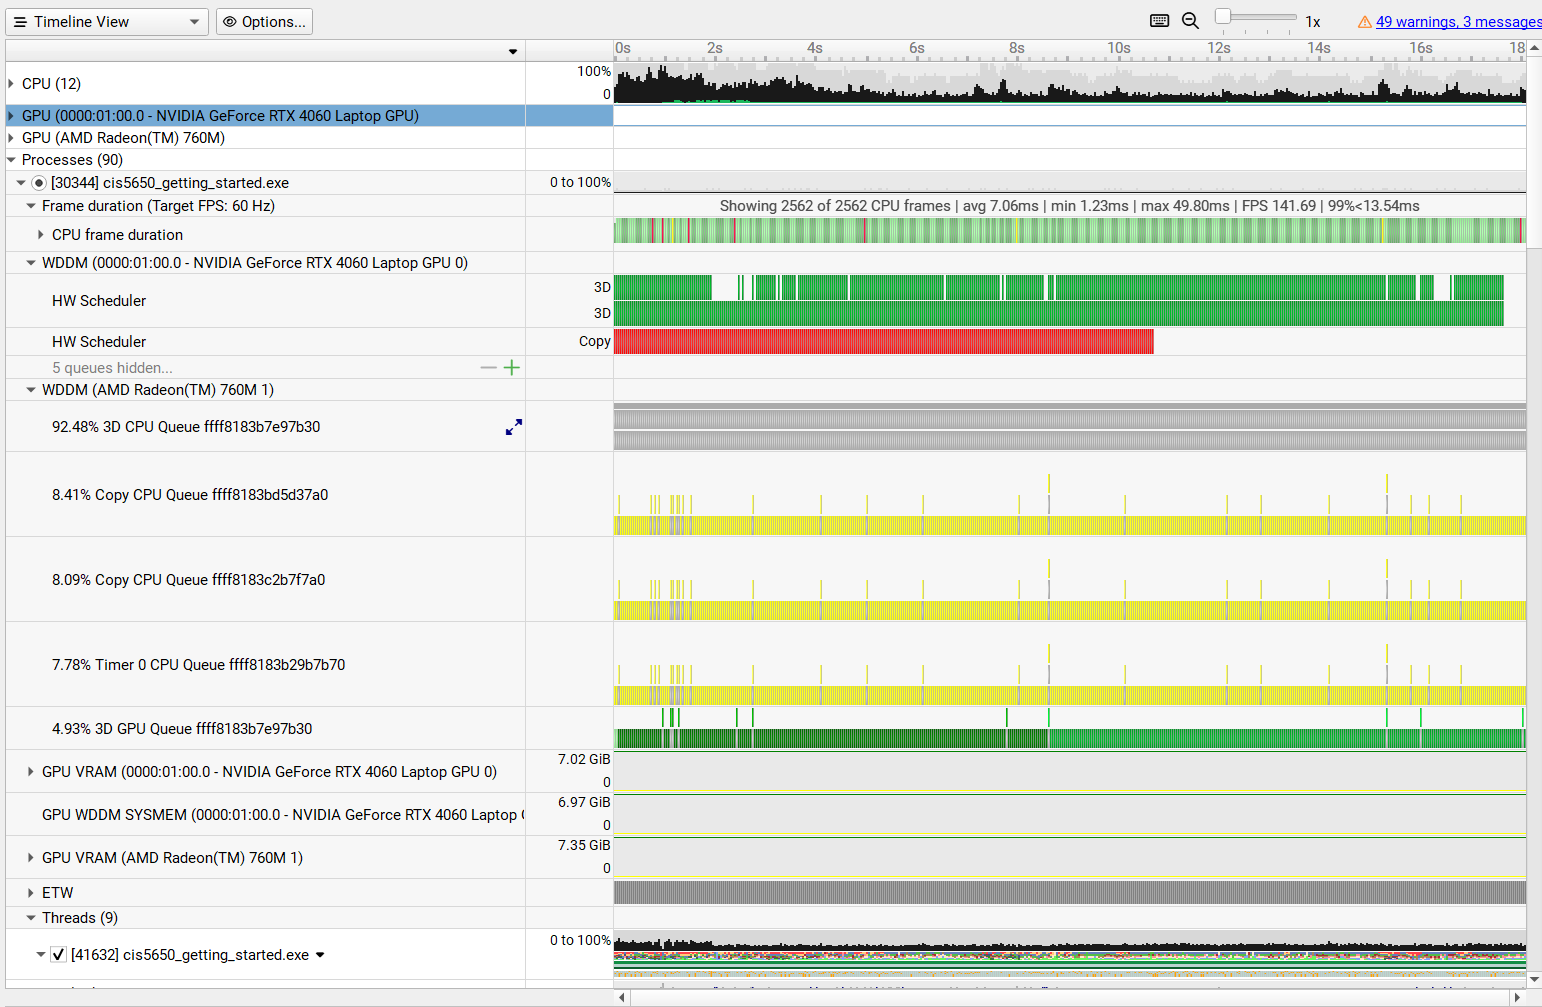 Timeline View
Options...
1x
49 warnings, 3 messages
0s 2s 4s 6s 8s 10s 12s 14s 16s 18
CPU (12)
100%
0
GPU (0000:01:00.0 - NVIDIA GeForce RTX 4060 Laptop GPU)
GPU (AMD Radeon(TM) 760M)
Processes (90)
[30344] cis5650_getting_started.exe
0 to 100%
Frame duration (Target FPS: 60 Hz)
Showing 2562 of 2562 CPU frames | avg 7.06ms | min 1.23ms | max 49.80ms | FPS 141.69 | 99%<13.54ms
CPU frame duration
WDDM (0000:01:00.0 - NVIDIA GeForce RTX 4060 Laptop GPU 0)
HW Scheduler
3D
3D
HW Scheduler
Copy
5 queues hidden...
WDDM (AMD Radeon(TM) 760M 1)
92.48% 3D CPU Queue ffff8183b7e97b30
8.41% Copy CPU Queue ffff8183bd5d37a0
8.09% Copy CPU Queue ffff8183c2b7f7a0
7.78% Timer 0 CPU Queue ffff8183b29b7b70
4.93% 3D GPU Queue ffff8183b7e97b30
GPU VRAM (0000:01:00.0 - NVIDIA GeForce RTX 4060 Laptop GPU 0)
7.02 GiB
0
GPU WDDM SYSMEM (0000:01:00.0 - NVIDIA GeForce RTX 4060 Laptop
6.97 GiB
0
GPU VRAM (AMD Radeon(TM) 760M 1)
7.35 GiB
0
ETW
Threads (9)
[41632] cis5650_getting_started.exe
0 to 100%